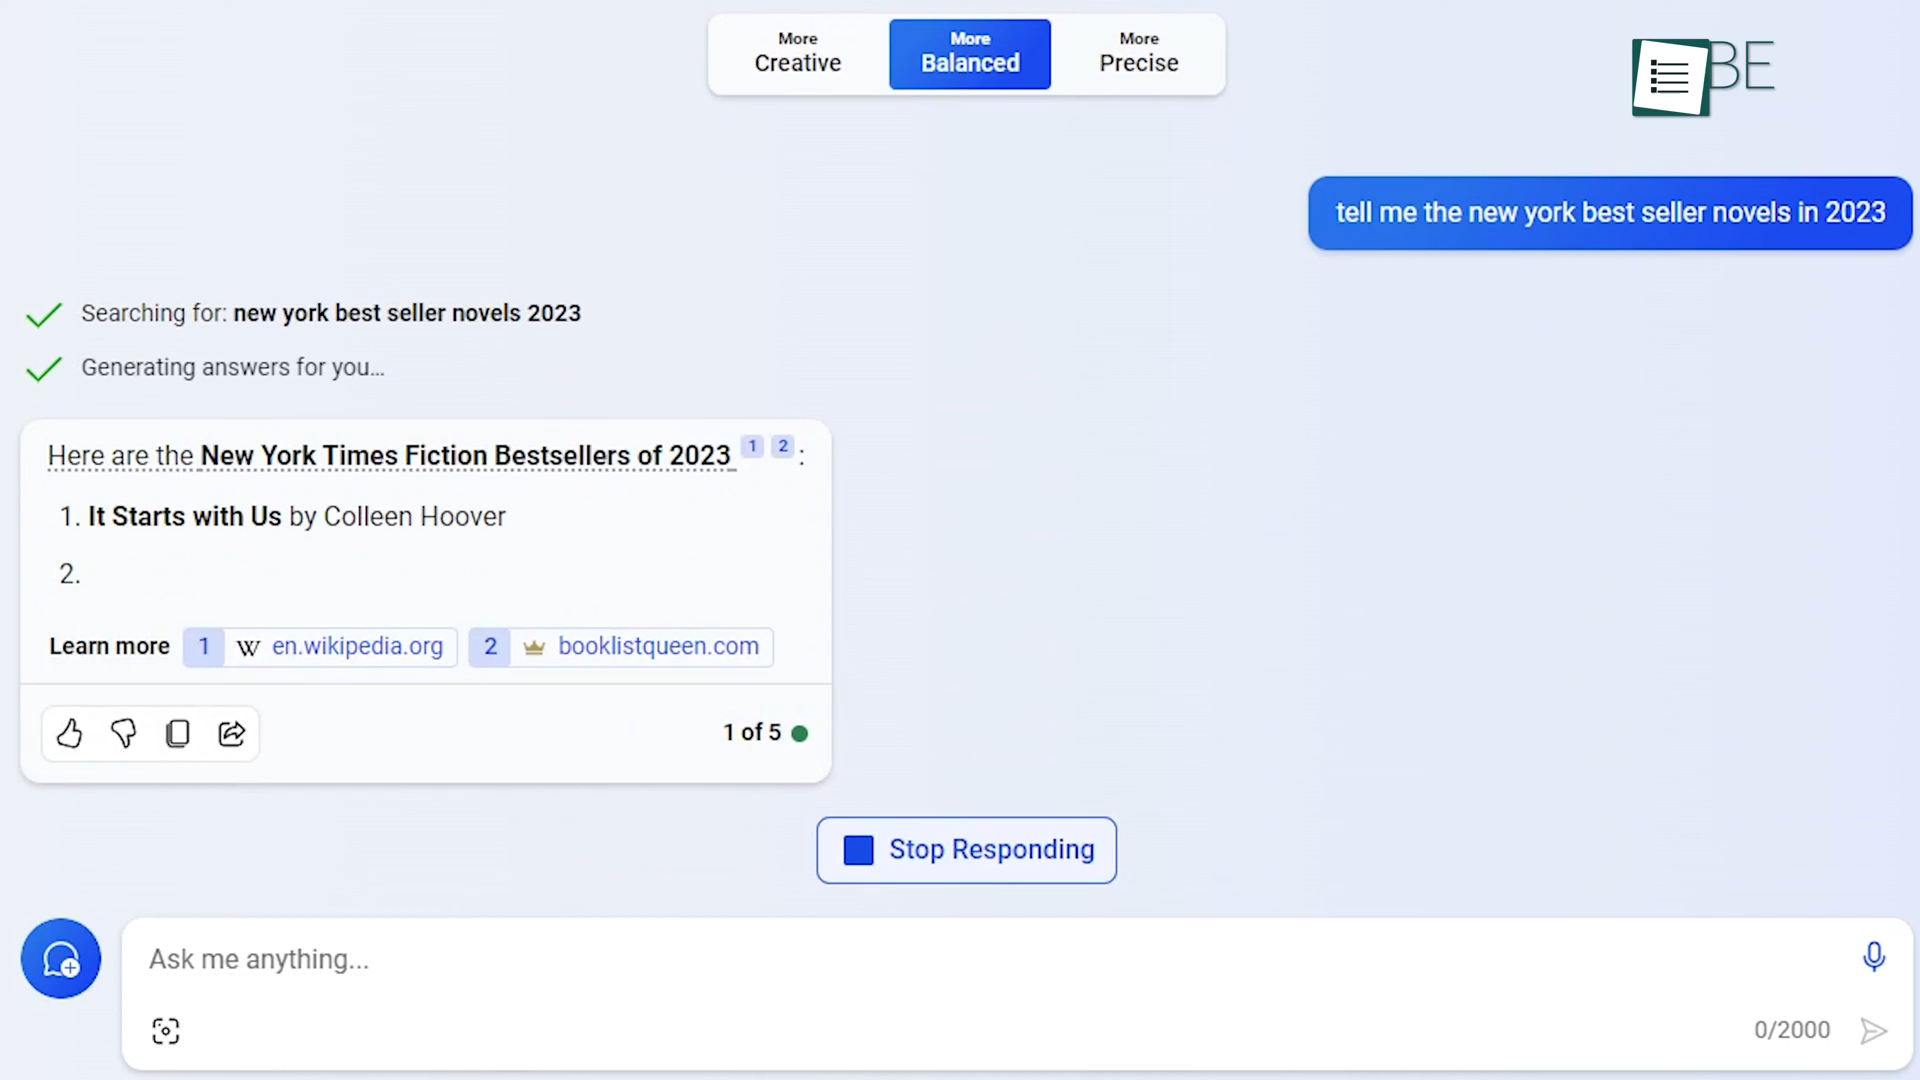 More
Creative
More
Balanced
More
Precise
BE
tell me the new york best seller novels in 2023
Searching for: new york best seller novels 2023
Generating answers for you...
Here are the New York Times Fiction Bestsellers of 2023 1 2 :
1. It Starts with Us by Colleen Hoover
2.
Learn more 1 W en.wikipedia.org 2 booklistqueen.com
1 of 5
Stop Responding
Ask me anything...
0/2000